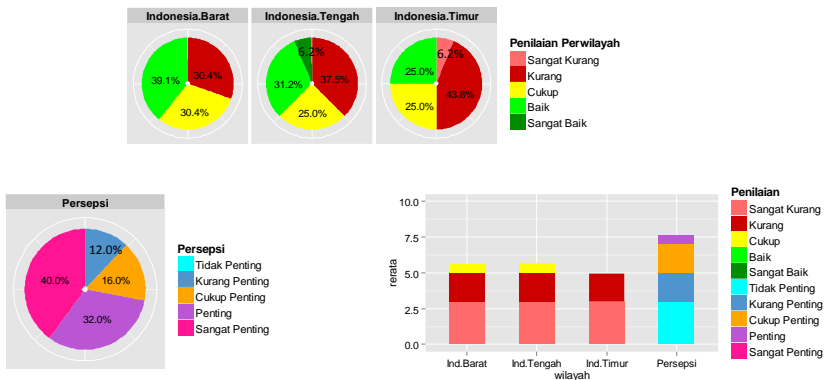 Indonesia.Barat
Indonesia.Tengah
Indonesia.Timur
39.1%
30.4%
30.4%
6.2%
37.5%
31.2%
25.0%
6.2%
25.0%
43.8%
25.0%
Penilaian Perwilayah
Sangat Kurang
Kurang
Cukup
Baik
Sangat Baik
Persepsi
12.0%
40.0%
16.0%
32.0%
Persepsi
Tidak Penting
Kurang Penting
Cukup Penting
Penting
Sangat Penting
rerata
10.0
7.5
5.0
2.5
0.0
Ind.Barat
Ind.Tengah
Ind.Timur
Persepsi
wilayah
Penilaian
Sangat Kurang
Kurang
Cukup
Baik
Sangat Baik
Tidak Penting
Kurang Penting
Cukup Penting
Penting
Sangat Penting